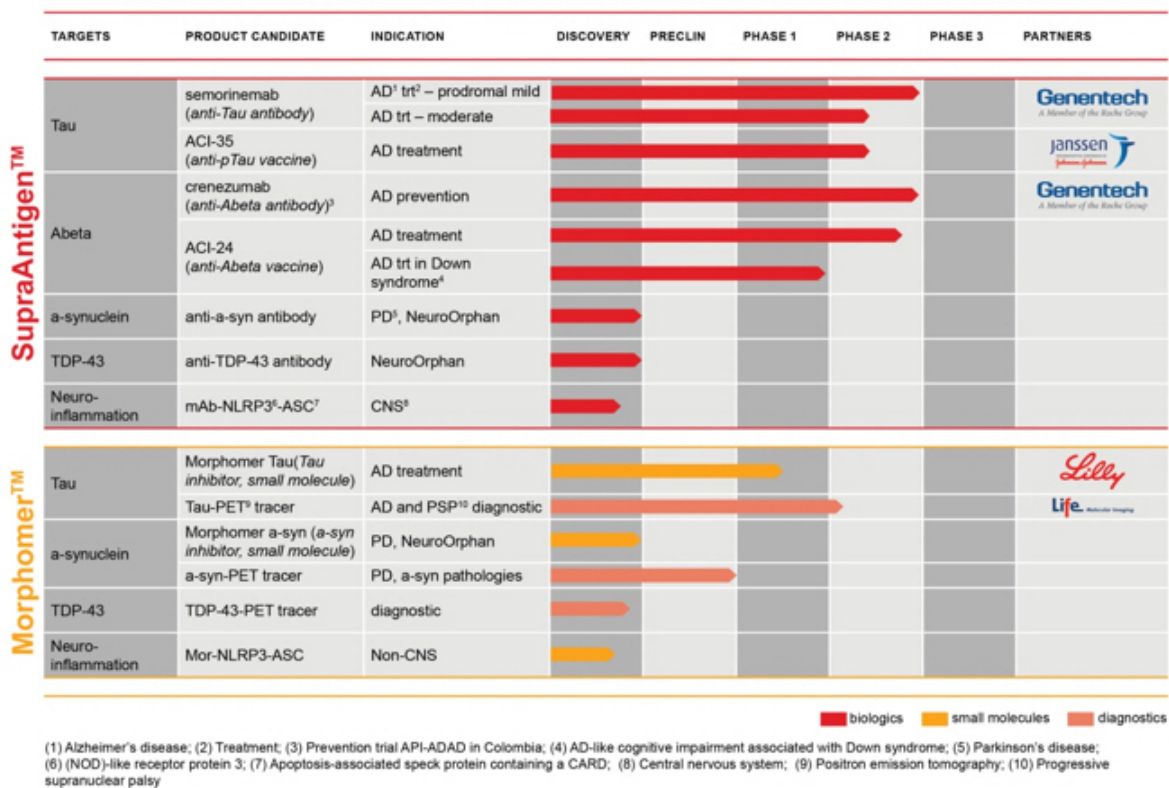 TARGETS PRODUCT CANDIDATE INDICATION DISCOVERY PRECLIN PHASE 1 PHASE 2 PHASE 3 PARTNERS
SupraAntigen™
Tau
semorinemab
(anti-Tau antibody)
AD¹ trt² – prodromal mild
AD trt – moderate
Genentech
A Member of the Roche Group
ACI-35
(anti-pTau vaccine)
AD treatment
janssen
Johnson-Johnson
Abeta
crenezumab
(anti-Abeta antibody)³
AD prevention
Genentech
A Member of the Roche Group
ACI-24
(anti-Abeta vaccine)
AD treatment
AD trt in Down
syndrome⁴
a-synuclein
anti-a-syn antibody
PD⁵, NeuroOrphan
TDP-43
anti-TDP-43 antibody
NeuroOrphan
Neuro-
inflammation
mAb-NLRP3⁶-ASC⁷
CNS⁸
Morphomer™
Tau
Morphomer Tau(Tau
inhibitor, small molecule)
AD treatment
Lilly
Tau-PET⁹ tracer
AD and PSP¹⁰ diagnostic
Life Molecular Imaging
a-synuclein
Morphomer a-syn (a-syn
inhibitor, small molecule)
PD, NeuroOrphan
a-syn-PET tracer
PD, a-syn pathologies
TDP-43
TDP-43-PET tracer
diagnostic
Neuro-
inflammation
Mor-NLRP3-ASC
Non-CNS
biologics small molecules diagnostics
(1) Alzheimer's disease; (2) Treatment; (3) Prevention trial API-ADAD in Colombia; (4) AD-like cognitive impairment associated with Down syndrome; (5) Parkinson's disease;
(6) (NOD)-like receptor protein 3; (7) Apoptosis-associated speck protein containing a CARD; (8) Central nervous system; (9) Positron emission tomography; (10) Progressive
supranuclear palsy